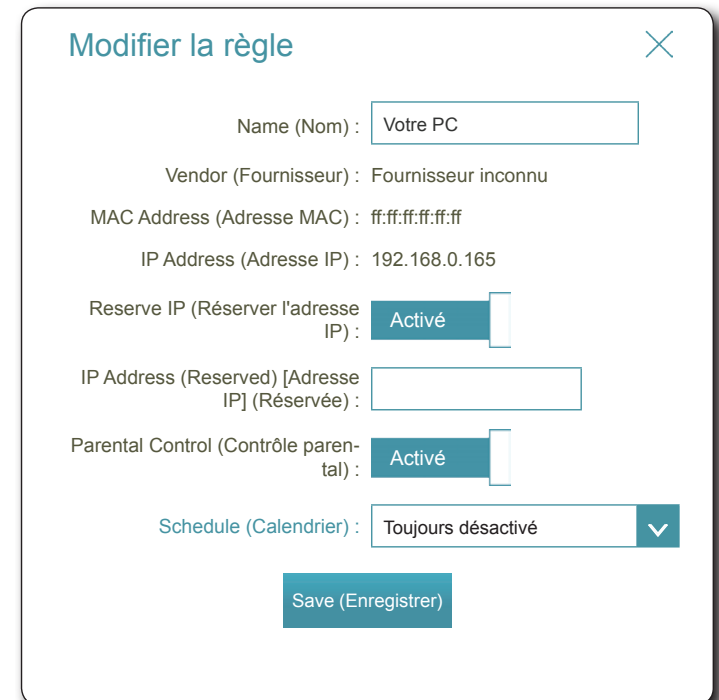 Modifier la règle
Name (Nom) : Votre PC
Vendor (Fournisseur) : Fournisseur inconnu
MAC Address (Adresse MAC) : ff:ff:ff:ff:ff:ff
IP Address (Adresse IP) : 192.168.0.165
Reserve IP (Réserver l'adresse
IP) : Activé
IP Address (Reserved) [Adresse
IP] (Réservée) :
Parental Control (Contrôle paren-
tal) : Activé
Schedule (Calendrier) : Toujours désactivé
Save (Enregistrer)